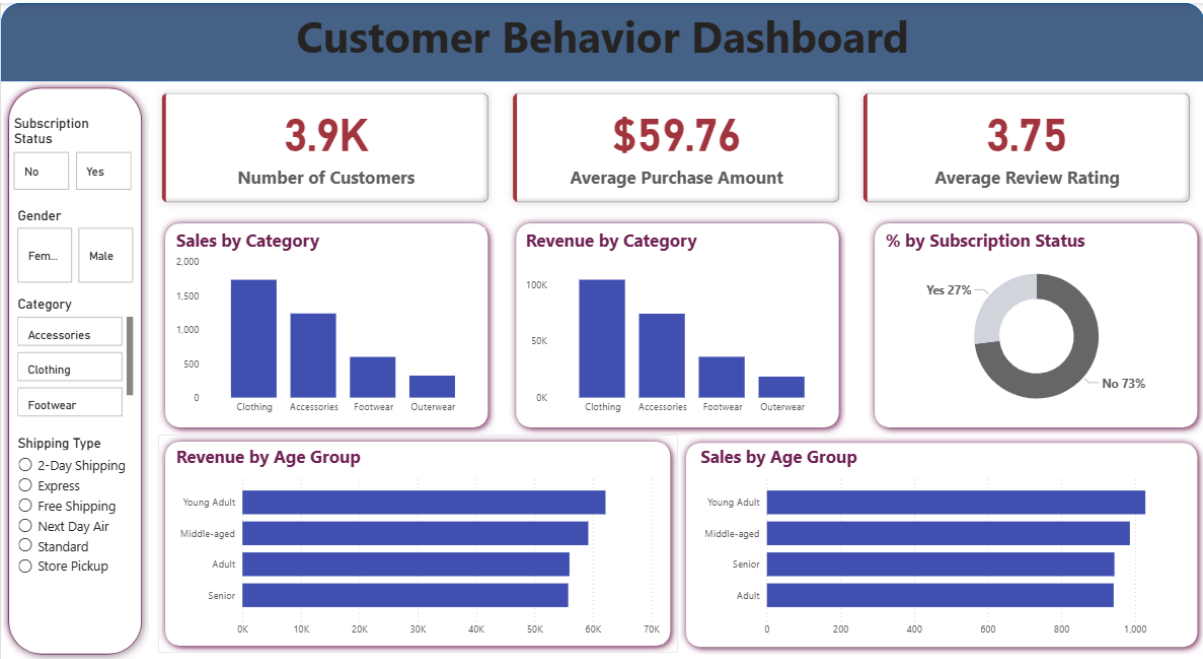 Customer Behavior Dashboard
Subscription
Status
No
Yes
Gender
Fem...
Male
Category
Accessories
Clothing
Footwear
Shipping Type
2-Day Shipping
Express
Free Shipping
Next Day Air
Standard
Store Pickup
3.9K
Number of Customers
$59.76
Average Purchase Amount
3.75
Average Review Rating
Sales by Category
2,000
1,500
1,000
500
0
Clothing Accessories Footwear Outerwear
Revenue by Category
100K
50K
0K
Clothing Accessories Footwear Outerwear
% by Subscription Status
Yes 27%
No 73%
Revenue by Age Group
Young Adult
Middle-aged
Adult
Senior
0K 10K 20K 30K 40K 50K 60K 70K
Sales by Age Group
Young Adult
Middle-aged
Senior
Adult
0 200 400 600 800 1,000